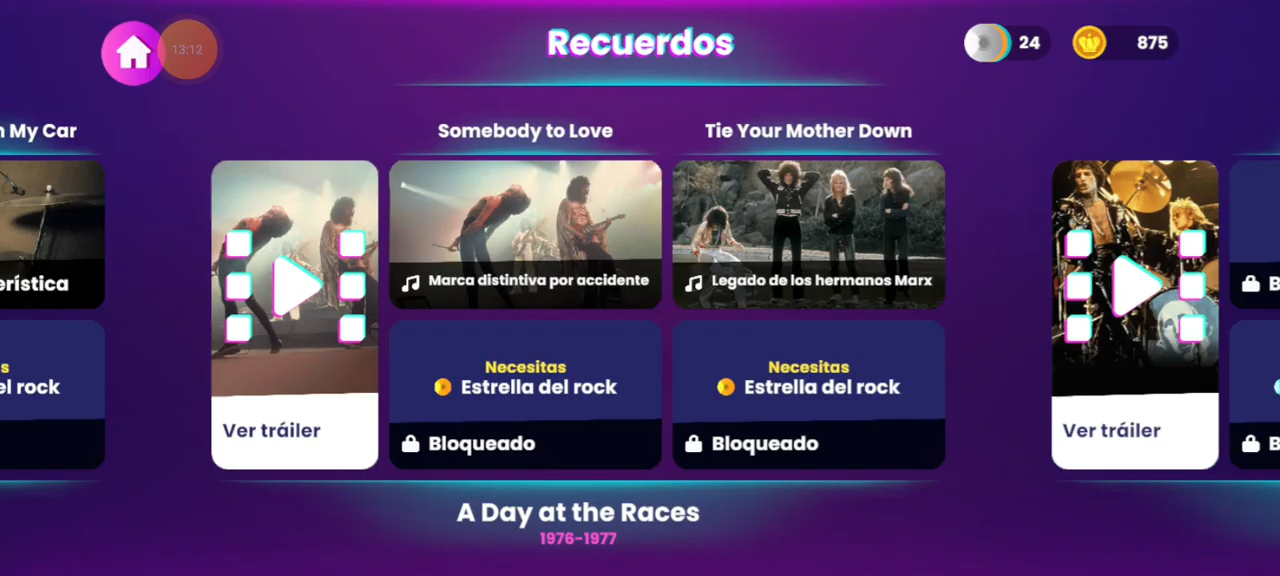 13:12
Recuerdos
24
875
n My Car
Somebody to Love
Tie Your Mother Down
erística
Marca distintiva por accidente
Legado de los hermanos Marx
B
s
el rock
Necesitas
Estrella del rock
Necesitas
Estrella del rock
Ver tráiler
Bloqueado
Bloqueado
Ver tráiler
B
A Day at the Races
1976-1977